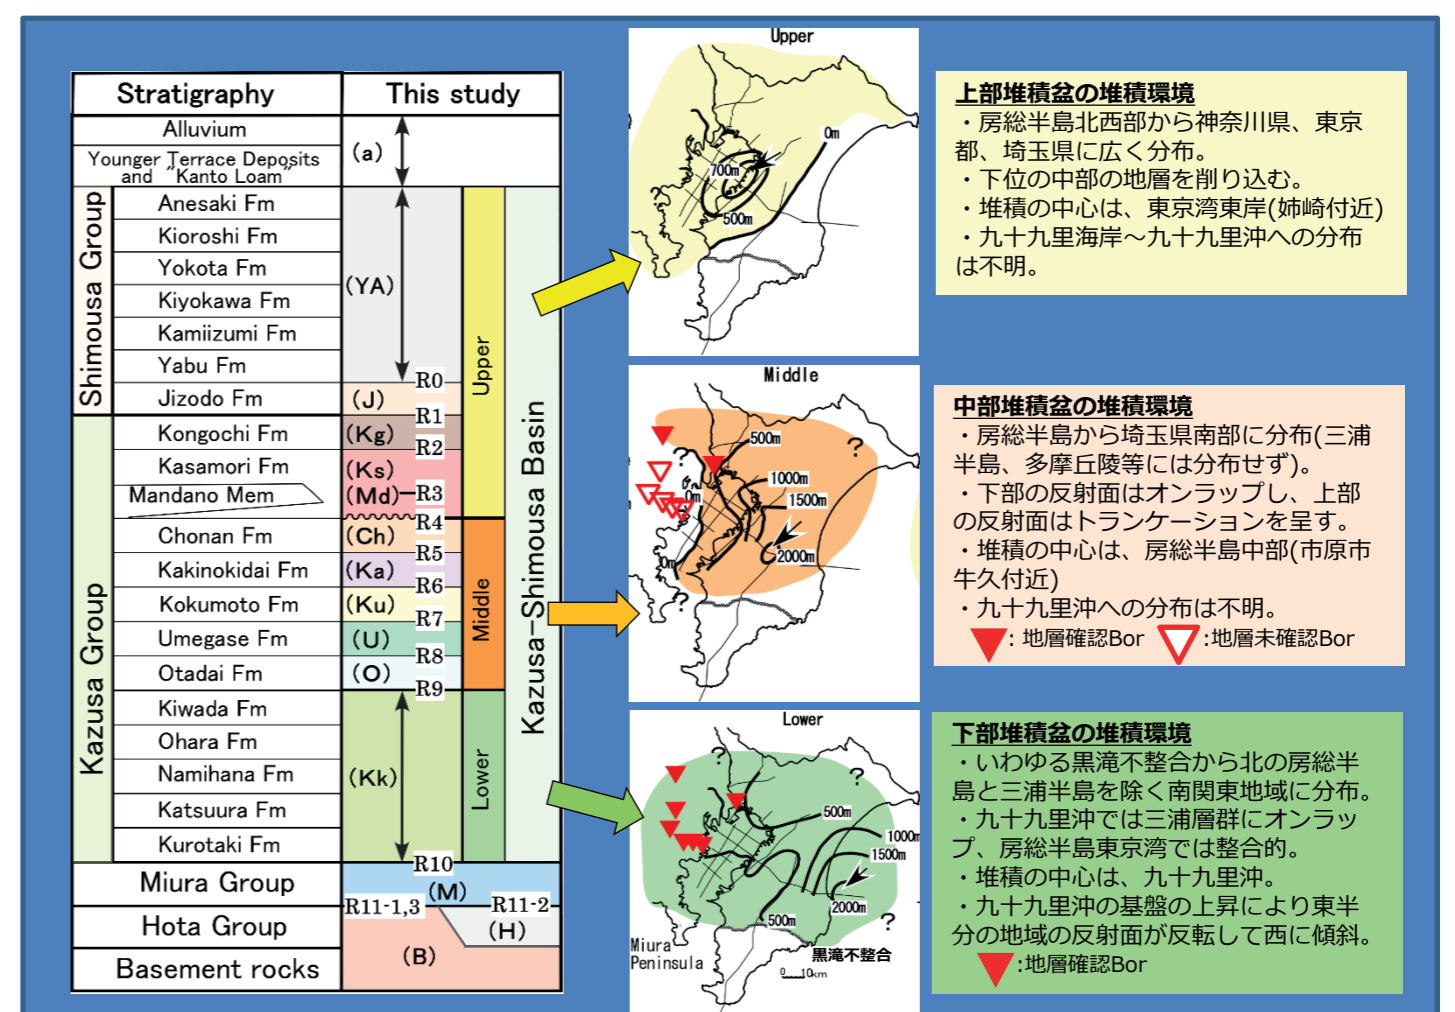 Stratigraphy
This study
Alluvium
Younger Terrace Deposits
and "Kanto Loam"
(a)
Shimousa Group
Anesaki Fm
Kioroshi Fm
Yokota Fm
Kiyokawa Fm
Kamiizumi Fm
Yabu Fm
Jizodo Fm
(YA)
R0
(J)
R1
Kazusa Group
Kongochi Fm
(Kg)
R2
Kasamori Fm
(Ks)
Mandano Mem
(Md)
R3
R4
Chonan Fm
(Ch)
R5
Kakinokidai Fm
(Ka)
R6
Kokumoto Fm
(Ku)
R7
Umegase Fm
(U)
R8
Otadai Fm
(O)
R9
Kiwada Fm
Ohara Fm
Namihana Fm
Katsuura Fm
Kurotaki Fm
(Kk)
R10
Upper
Middle
Lower
Kazusa-Shimousa Basin
Miura Group
(M)
R11-1,3
R11-2
Hota Group
(H)
Basement rocks
(B)
Upper
0m
700m
500m
上部堆積盆の堆積環境
・房総半島北西部から神奈川県、東京
都、埼玉県に広く分布。
・下位の中部の地層を削り込む。
・堆積の中心は、東京湾東岸(姉崎付近)
・九十九里海岸～九十九里沖への分布
は不明。
Middle
500m
?
?
1000m
0m
1500m
2000m
0m
?
中部堆積盆の堆積環境
・房総半島から埼玉県南部に分布(三浦
半島、多摩丘陵等には分布せず)。
・下部の反射面はオンラップし、上部
の反射面はトランケーションを呈す。
・堆積の中心は、房総半島中部(市原市
牛久付近)
・九十九里沖への分布は不明。
: 地層確認Bor
:地層未確認Bor
Lower
?
?
500m
1000m
1500m
2000m
500m
?
Miura
Peninsula
黒滝不整合
0 10km
下部堆積盆の堆積環境
・いわゆる黒滝不整合から北の房総半
島と三浦半島を除く南関東地域に分布。
・九十九里沖では三浦層群にオンラッ
プ、房総半島東京湾では整合的。
・堆積の中心は、九十九里沖。
・九十九里沖の基盤の上昇により東半
分の地域の反射面が反転して西に傾斜。
:地層確認Bor